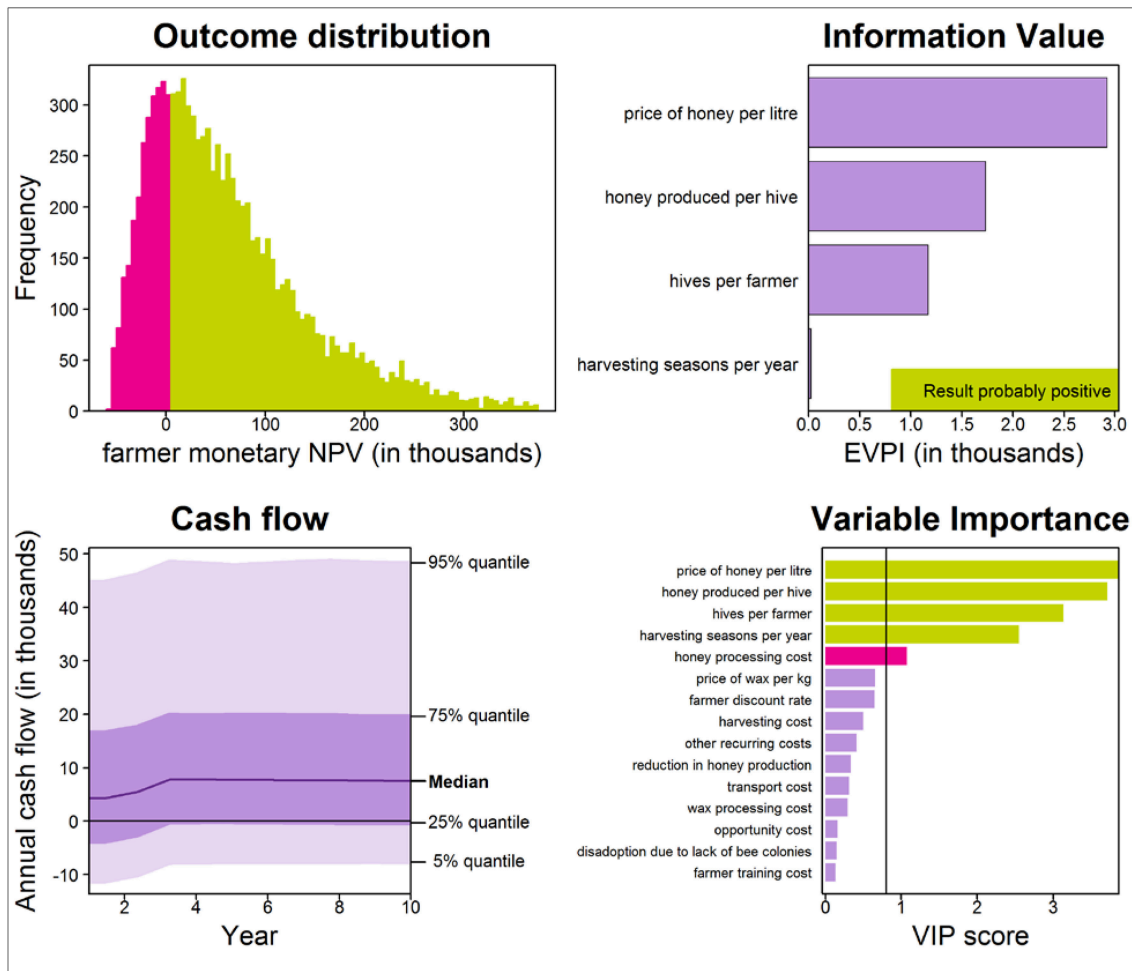 Outcome distribution
Frequency
300
250
200
150
100
50
0
0
100
200
300
farmer monetary NPV (in thousands)
Information Value
price of honey per litre
honey produced per hive
hives per farmer
harvesting seasons per year
Result probably positive
0.0
0.5
1.0
1.5
2.0
2.5
3.0
EVPI (in thousands)
Cash flow
Annual cash flow (in thousands)
50
40
30
20
10
0
-10
95% quantile
75% quantile
Median
25% quantile
5% quantile
2
4
6
8
10
Year
Variable Importance
price of honey per litre
honey produced per hive
hives per farmer
harvesting seasons per year
honey processing cost
price of wax per kg
farmer discount rate
harvesting cost
other recurring costs
reduction in honey production
transport cost
wax processing cost
opportunity cost
disadoption due to lack of bee colonies
farmer training cost
0
1
2
3
VIP score